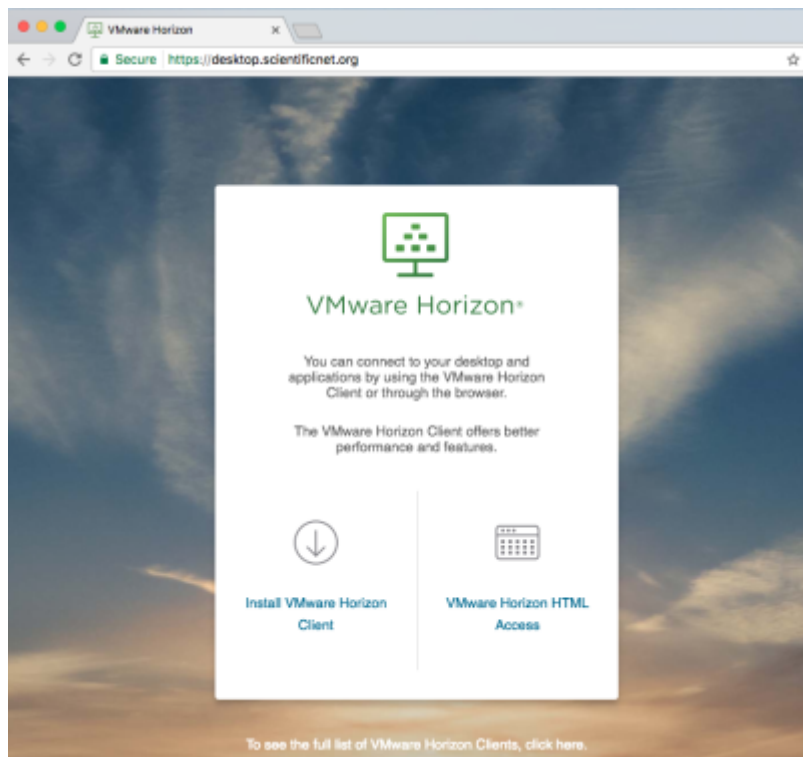 VMware Horizon
Secure https://desktop.scientificnet.org
VMware Horizon®
You can connect to your desktop and
applications by using the VMware Horizon
Client or through the browser.
The VMware Horizon Client offers better
performance and features.
Install VMware Horizon
Client
VMware Horizon HTML
Access
To see the full list of VMware Horizon Clients, click here.